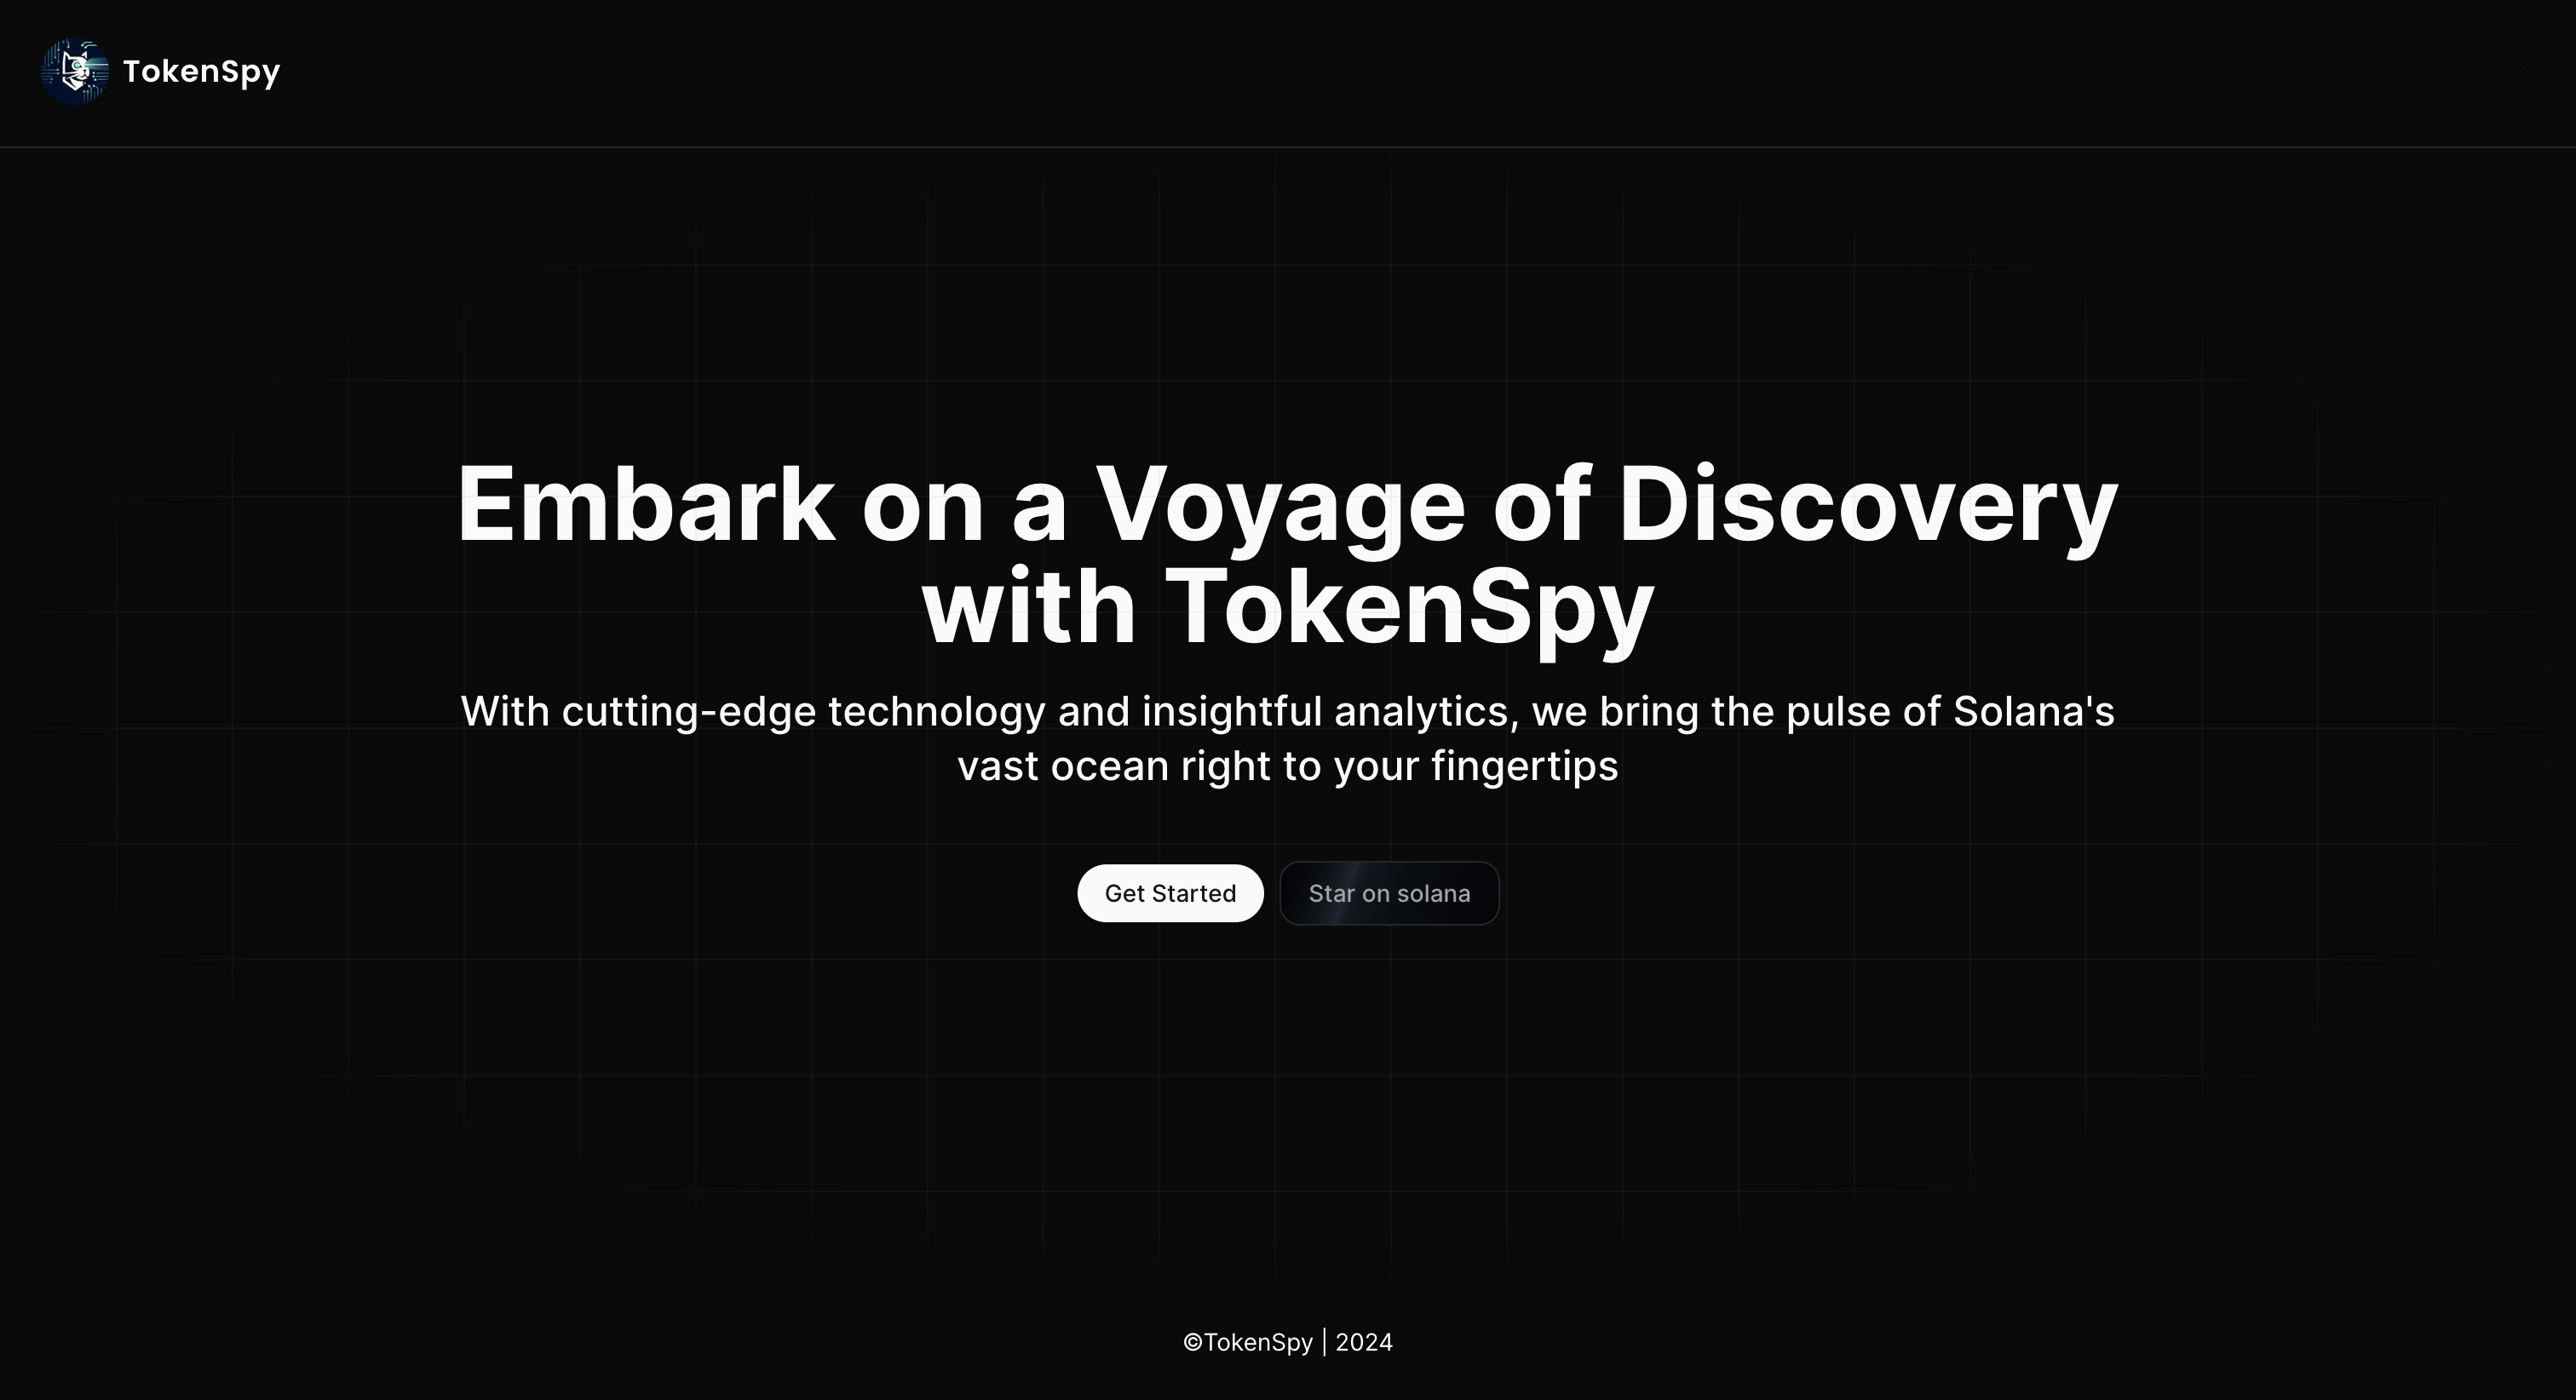 TokenSpy
Embark on a Voyage of Discovery
with TokenSpy
With cutting-edge technology and insightful analytics, we bring the pulse of Solana's
vast ocean right to your fingertips
Get Started
Star on solana
©TokenSpy | 2024